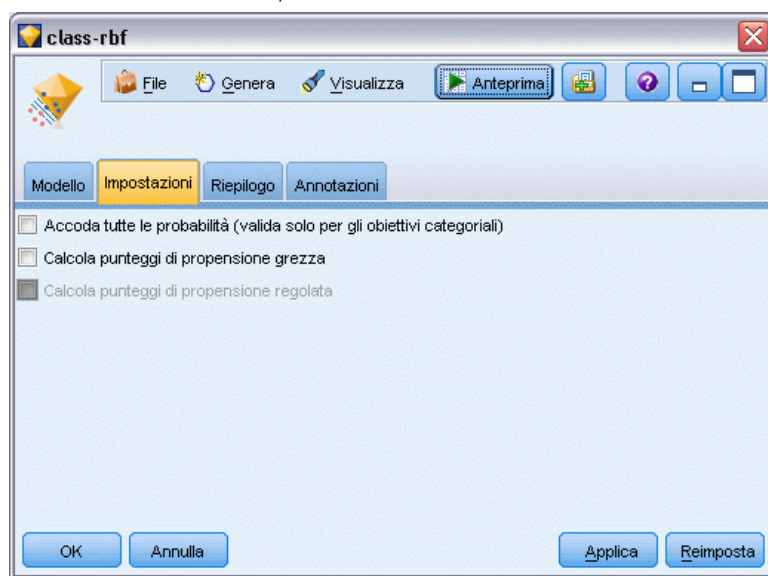 class-rbf
File Genera Visualizza Anteprima
Modello Impostazioni Riepilogo Annotazioni
Accoda tutte le probabilità (valida solo per gli obiettivi categoriali)
Calcola punteggi di propensione grezza
Calcola punteggi di propensione regolata
OK Annulla Applica Reimposta